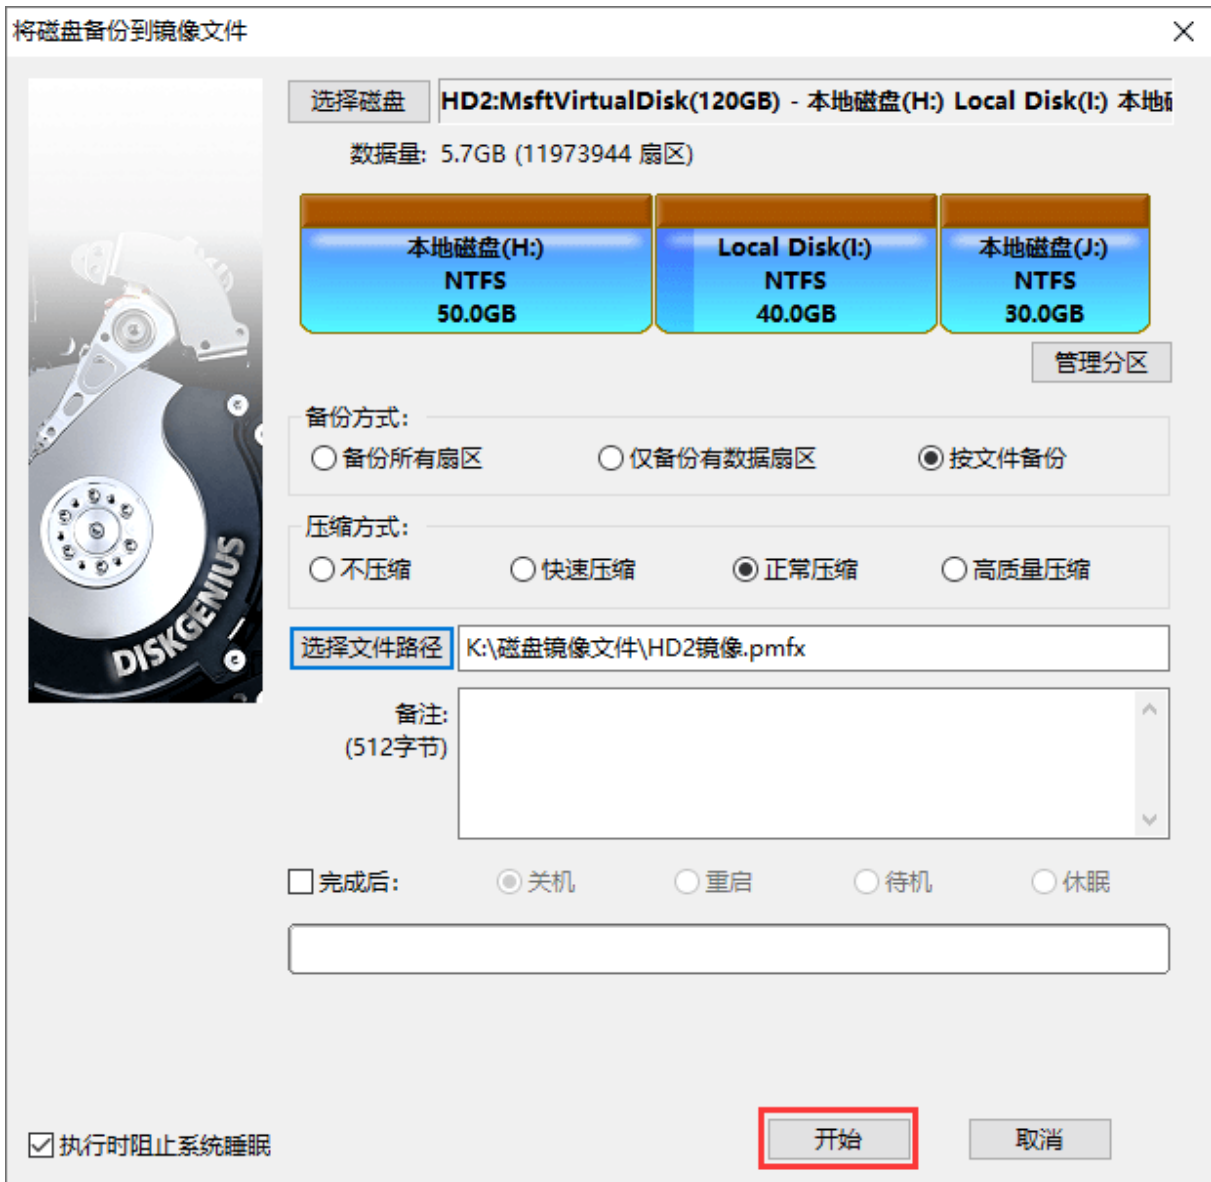 将磁盘备份到镜像文件
选择磁盘 HD2:MsftVirtualDisk(120GB) - 本地磁盘(H:) Local Disk(I:) 本地
数据量: 5.7GB (11973944 扇区)
本地磁盘(H:) Local Disk(I:) 本地磁盘(J:)
NTFS NTFS NTFS
50.0GB 40.0GB 30.0GB
管理分区
备份方式:
备份所有扇区 仅备份有数据扇区 按文件备份
压缩方式:
不压缩 快速压缩 正常压缩 高质量压缩
选择文件路径 K:\磁盘镜像文件\HD2镜像.pmfx
备注:
(512字节)
DISKGENIUS
完成后: 关机 重启 待机 休眠
执行时阻止系统睡眠 开始 取消